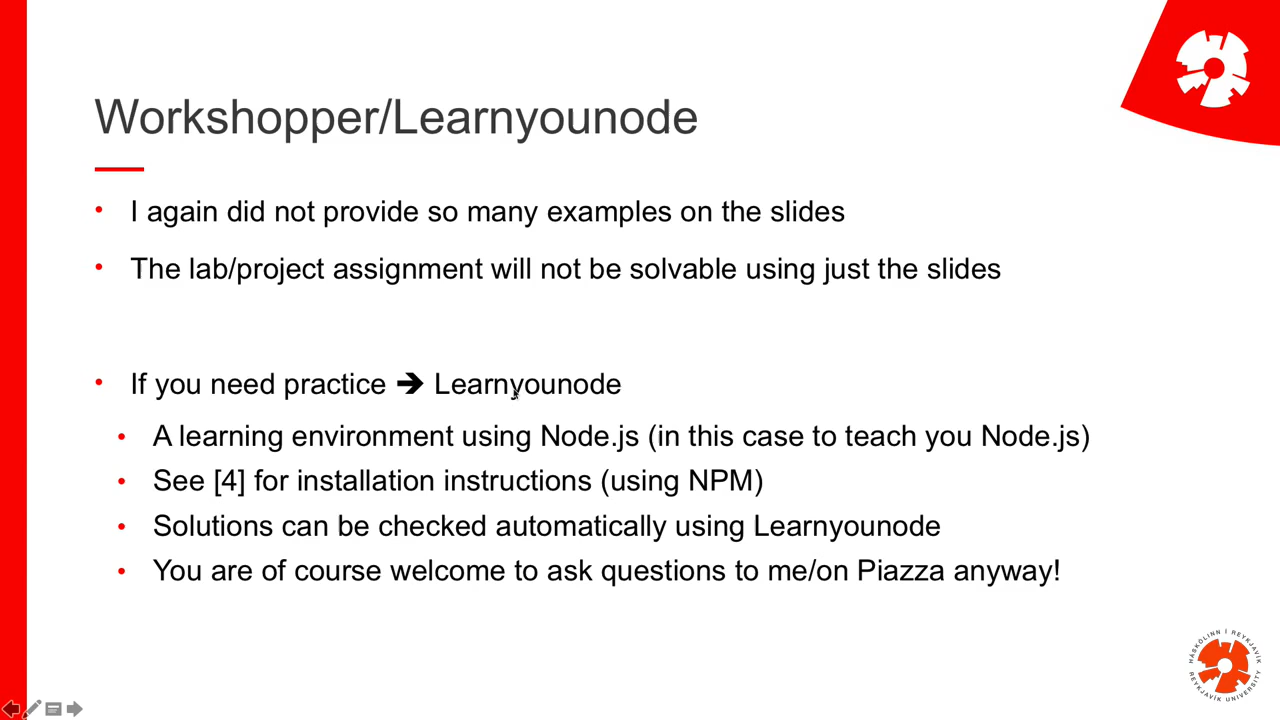 Workshopper/Learnyounode
• I again did not provide so many examples on the slides
• The lab/project assignment will not be solvable using just the slides
• If you need practice ➔ Learnyounode
• A learning environment using Node.js (in this case to teach you Node.js)
• See [4] for installation instructions (using NPM)
• Solutions can be checked automatically using Learnyounode
• You are of course welcome to ask questions to me/on Piazza anyway!
HÁSKÓLINN Í REYKJAVÍK
REYKJAVÍK UNIVERSITY